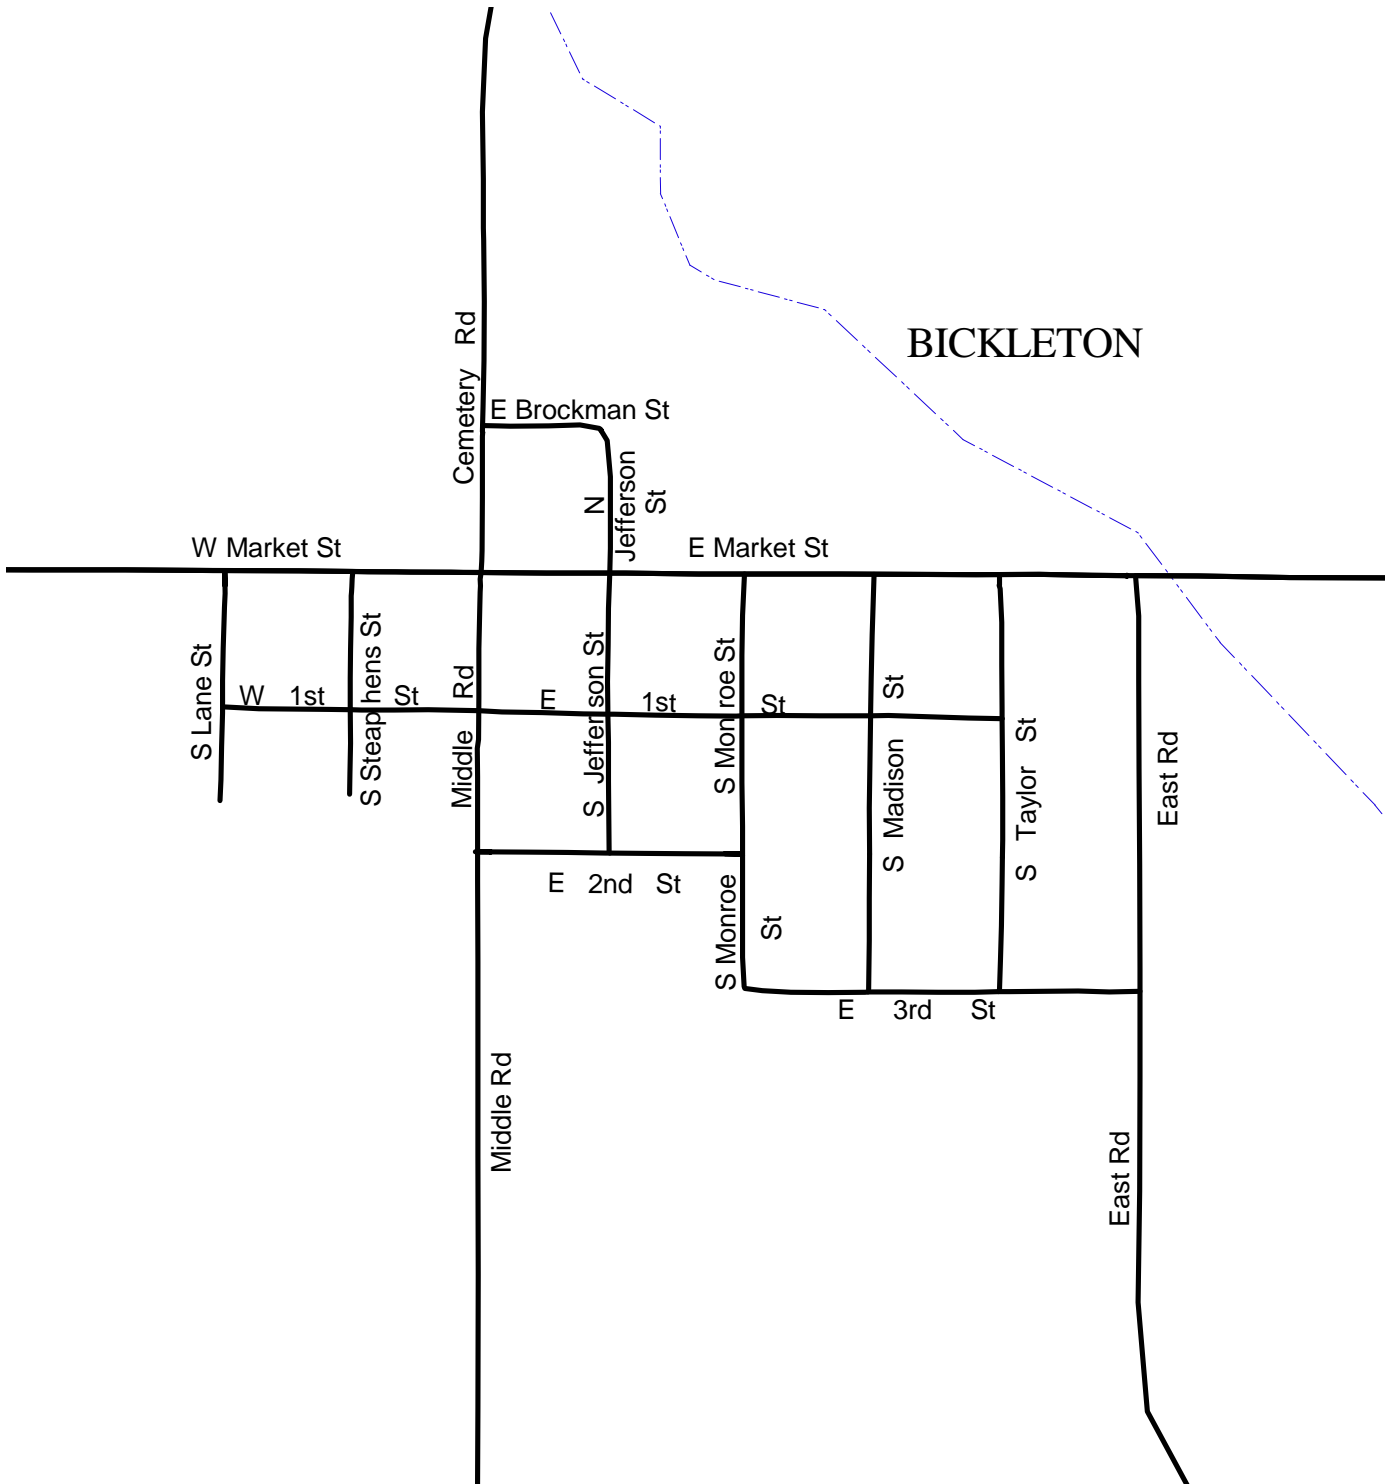 BICKLETON
Cemetery Rd
E Brockman St
N Jefferson St
W Market St
E Market St
S Lane St
S Steaphens St
Middle Rd
S Jefferson St
S Monroe St
S Madison St
S Taylor St
East Rd
W 1st St
E 1st St
E 2nd St
S Monroe St
E 3rd St
Middle Rd
East Rd